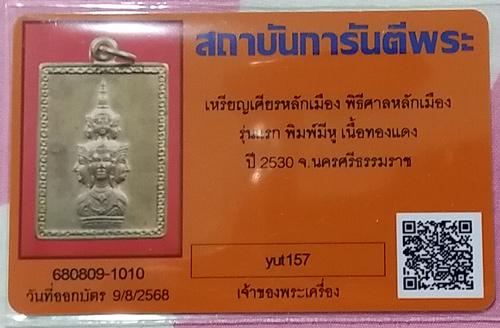 สถาบันการันตีพระ
เหรียญเศียรหลักเมือง พิธีศาลหลักเมือง
รุ่นแรก พิมพ์มีหู เนื้อทองแดง
ปี 2530 จ.นครศรีธรรมราช
yut157
เจ้าของพระเครื่อง
680809-1010
วันที่ออกบัตร 9/8/2568